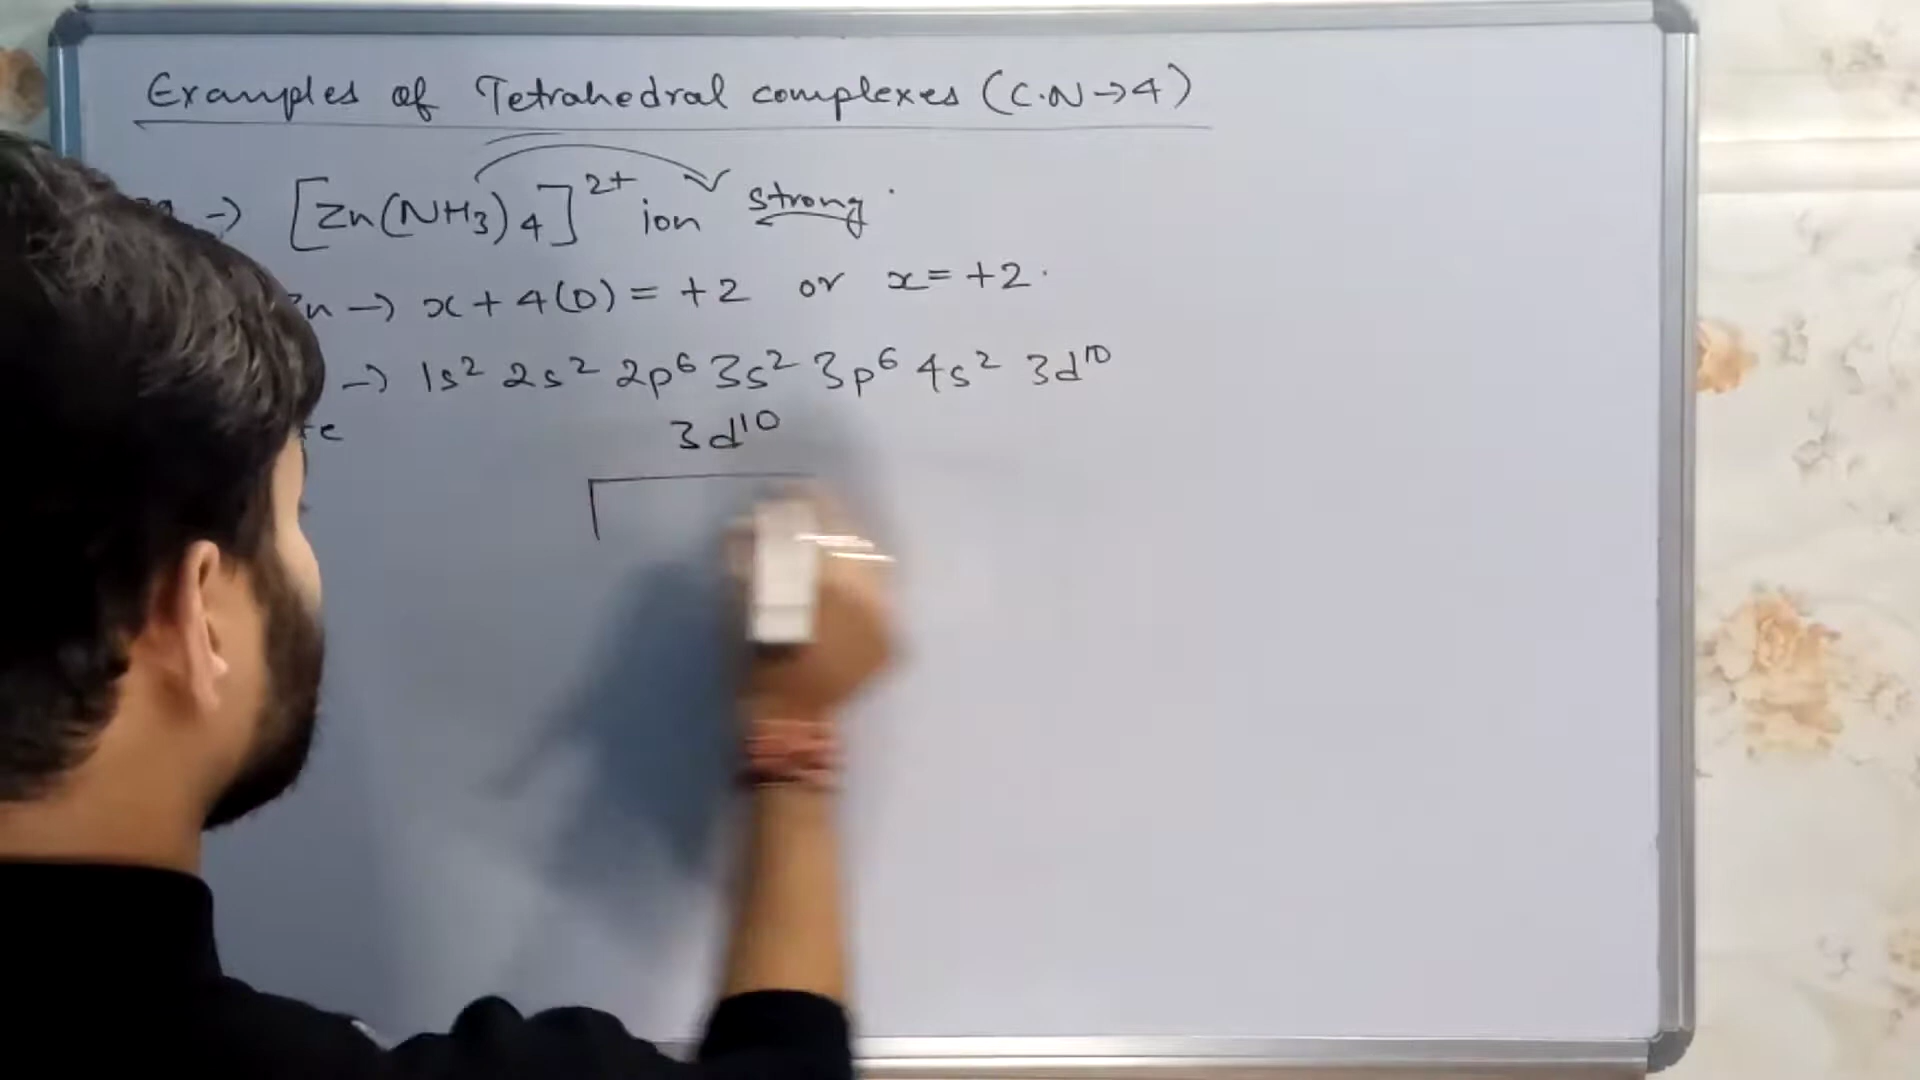 Examples of Tetrahedral complexes (C.N→4)
→ [Zn(NH3)4]²⁺ ion strong.
→ x + 4(0) = +2 or x = +2.
→ 1s² 2s² 2p⁶ 3s² 3p⁶ 4s² 3d¹⁰
3d¹⁰